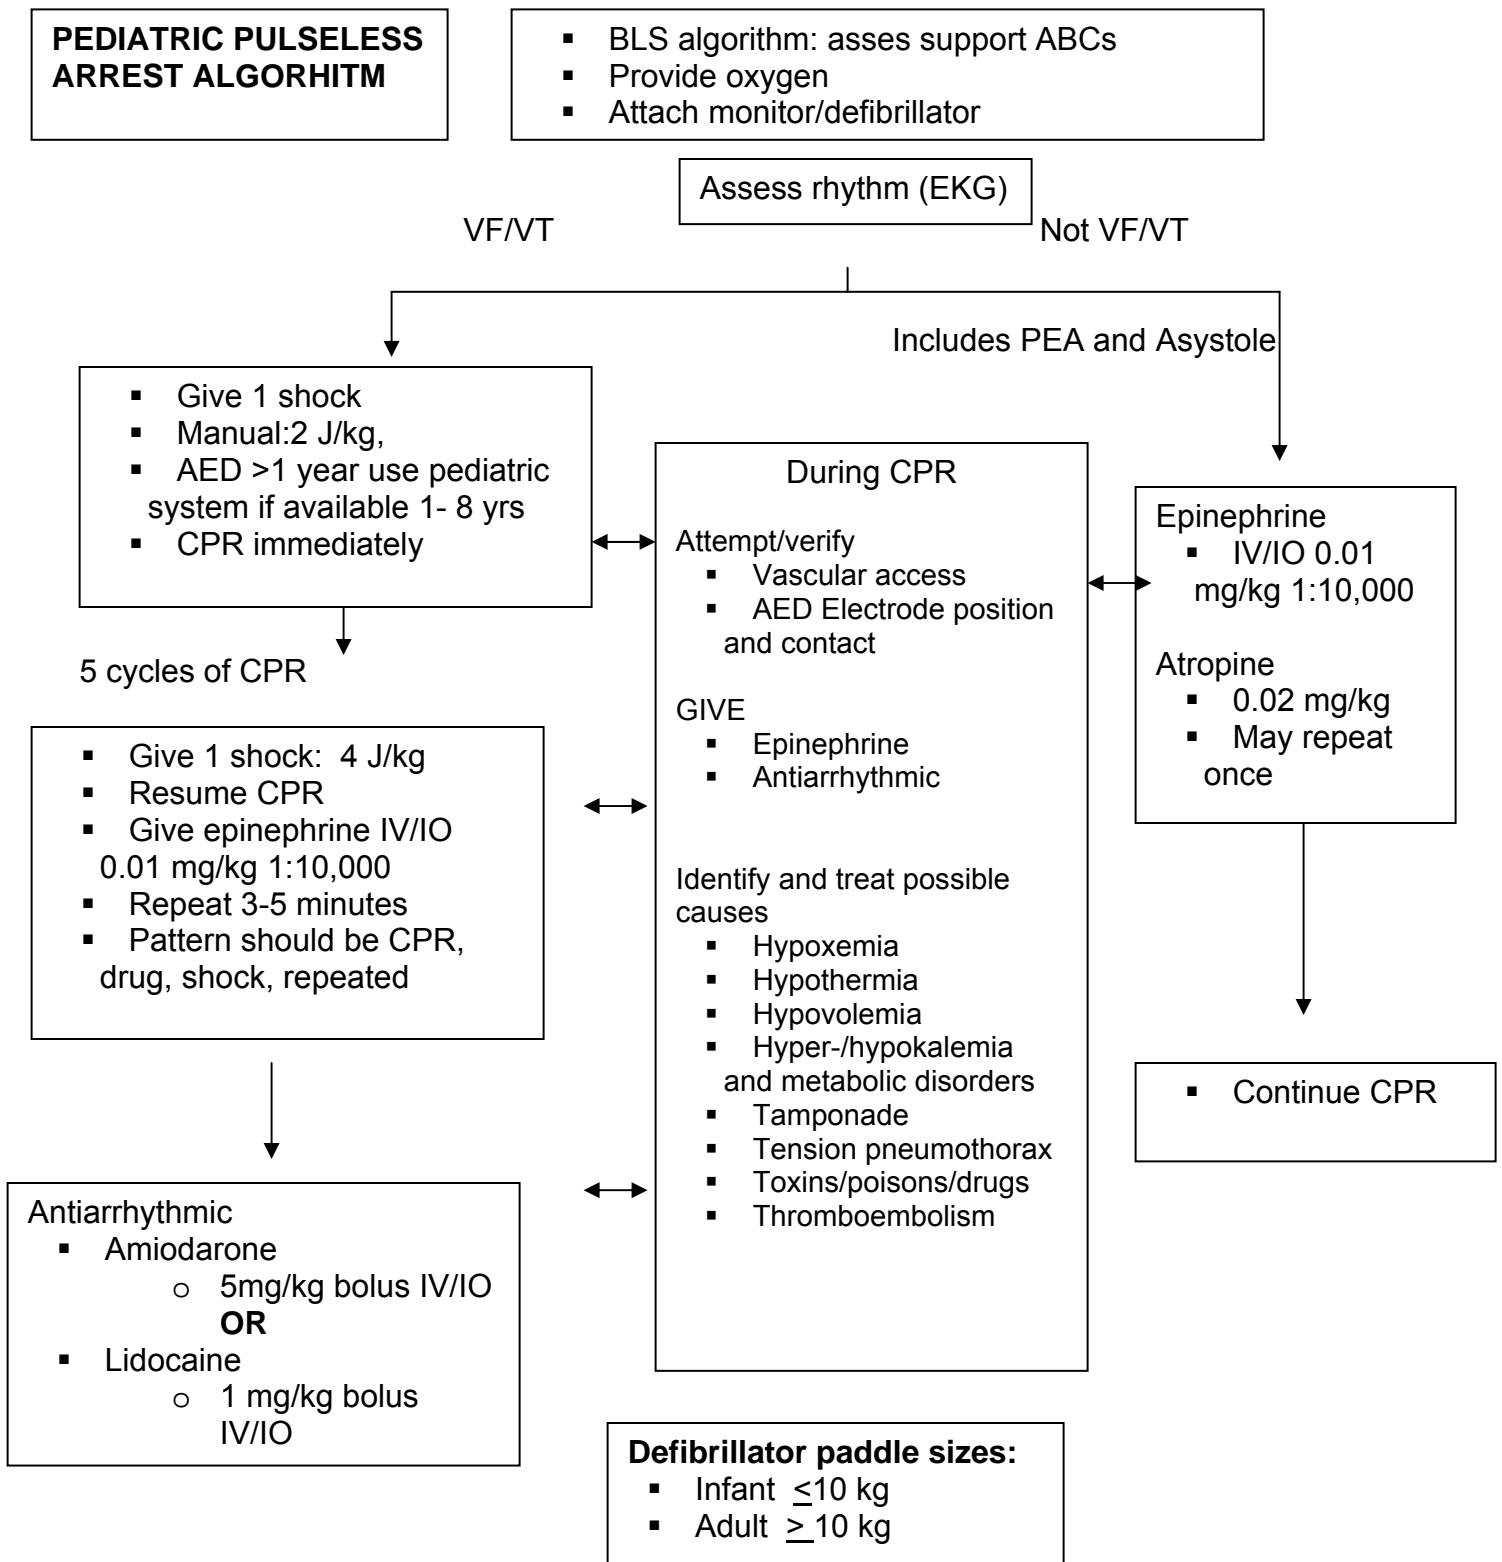 PEDIATRIC PULSELESS
ARREST ALGORHITM
▪ BLS algorithm: asses support ABCs
▪ Provide oxygen
▪ Attach monitor/defibrillator
Assess rhythm (EKG)
VF/VT
Not VF/VT
Includes PEA and Asystole
▪ Give 1 shock
▪ Manual:2 J/kg,
▪ AED >1 year use pediatric
system if available 1- 8 yrs
▪ CPR immediately
5 cycles of CPR
▪ Give 1 shock: 4 J/kg
▪ Resume CPR
▪ Give epinephrine IV/IO
0.01 mg/kg 1:10,000
▪ Repeat 3-5 minutes
▪ Pattern should be CPR,
drug, shock, repeated
Antiarrhythmic
▪ Amiodarone
o 5mg/kg bolus IV/IO
OR
▪ Lidocaine
o 1 mg/kg bolus
IV/IO
During CPR
Attempt/verify
▪ Vascular access
▪ AED Electrode position
and contact
GIVE
▪ Epinephrine
▪ Antiarrhythmic
Identify and treat possible
causes
▪ Hypoxemia
▪ Hypothermia
▪ Hypovolemia
▪ Hyper-/hypokalemia
and metabolic disorders
▪ Tamponade
▪ Tension pneumothorax
▪ Toxins/poisons/drugs
▪ Thromboembolism
Epinephrine
▪ IV/IO 0.01
mg/kg 1:10,000
Atropine
▪ 0.02 mg/kg
▪ May repeat
once
▪ Continue CPR
Defibrillator paddle sizes:
▪ Infant <10 kg
▪ Adult > 10 kg